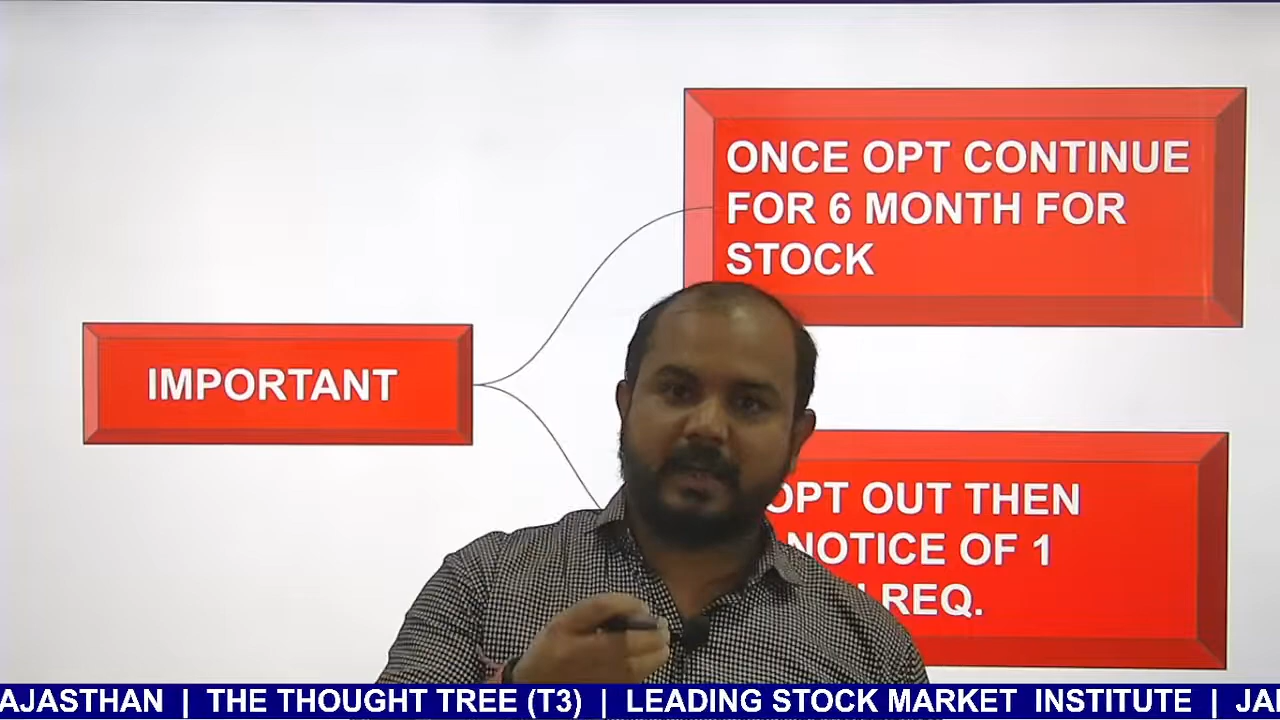 ONCE OPT CONTINUE
FOR 6 MONTH FOR
STOCK
IMPORTANT
OPT OUT THEN
NOTICE OF 1
REQ.
AJASTHAN | THE THOUGHT TREE (T3) | LEADING STOCK MARKET INSTITUTE | JAI